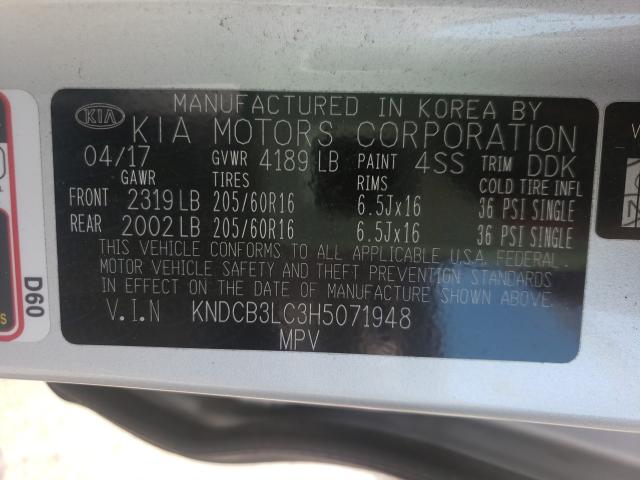 MANUFACTURED IN KOREA BY
KIA KIA MOTORS CORPORATION
04/17 GVWR 4189 LB PAINT 4SS TRIM DDK
GAWR TIRES RIMS COLD TIRE INFL
FRONT 2319 LB 205/60R16 6.5Jx16 36 PSI SINGLE
REAR 2002 LB 205/60R16 6.5Jx16 36 PSI SINGLE
THIS VEHICLE CONFORMS TO ALL APPLICABLE U.S.A. FEDERAL
MOTOR VEHICLE SAFETY AND THEFT PREVENTION STANDARDS
IN EFFECT ON THE DATE OF MANUFACTURE SHOWN ABOVE.
V.I.N KNDCB3LC3H5071948
MPV
D60